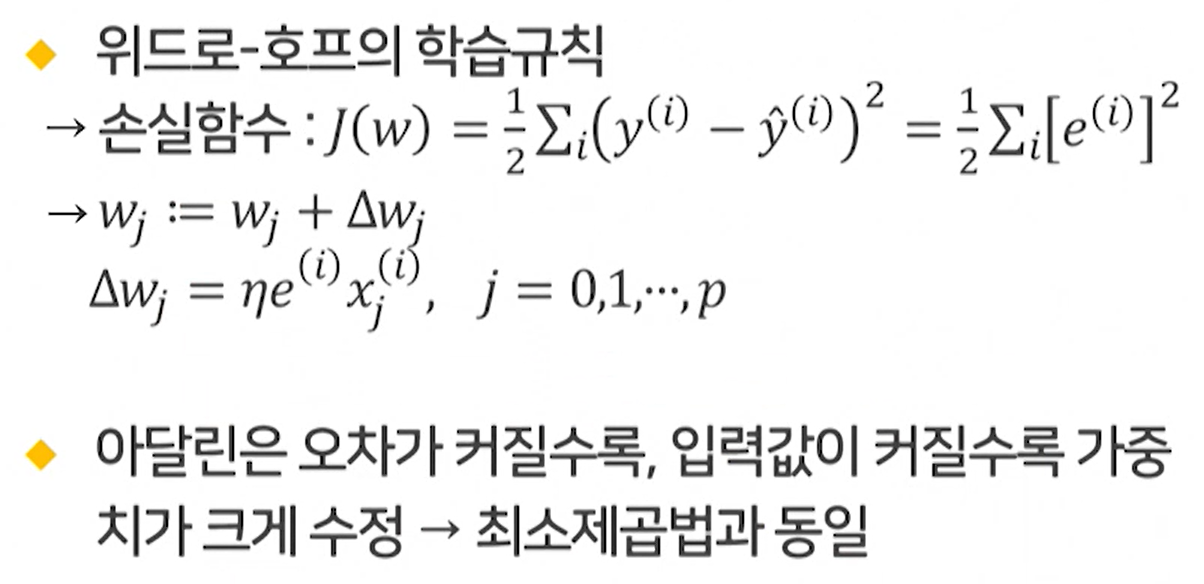 ◆ 위드로-호프의 학습규칙
→ 손실함수 : J(w) = ½ Σᵢ(y⁽ⁱ⁾ − ŷ⁽ⁱ⁾)² = ½ Σᵢ[e⁽ⁱ⁾]²
→ wⱼ := wⱼ + Δwⱼ
Δwⱼ = ηe⁽ⁱ⁾xⱼ⁽ⁱ⁾, j = 0,1,⋯,p
◆ 아달린은 오차가 커질수록, 입력값이 커질수록 가중
치가 크게 수정 → 최소제곱법과 동일